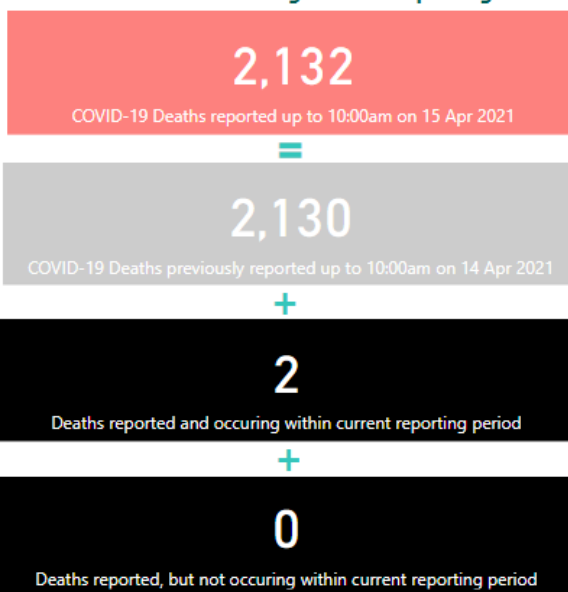 2,132
COVID-19 Deaths reported up to 10:00am on 15 Apr 2021
=
2,130
COVID-19 Deaths previously reported up to 10:00am on 14 Apr 2021
+
2
Deaths reported and occuring within current reporting period
+
0
Deaths reported, but not occuring within current reporting period